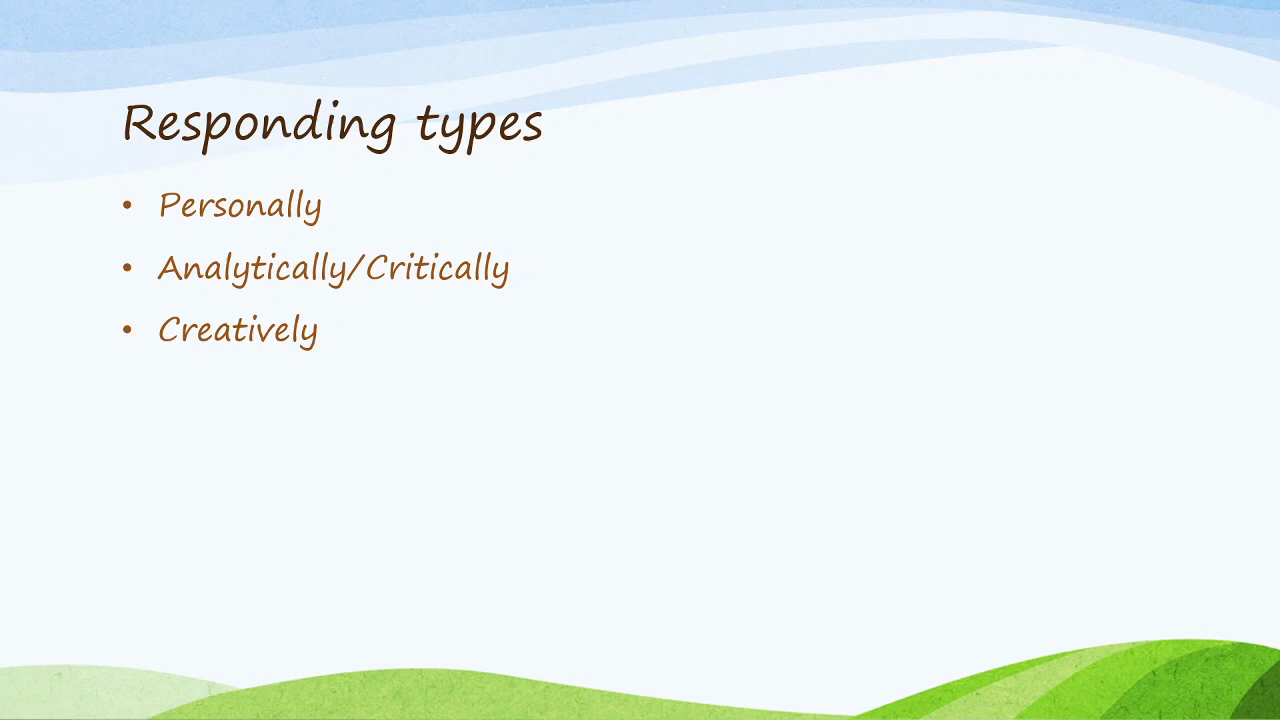 Responding types
• Personally
• Analytically/Critically
• Creatively